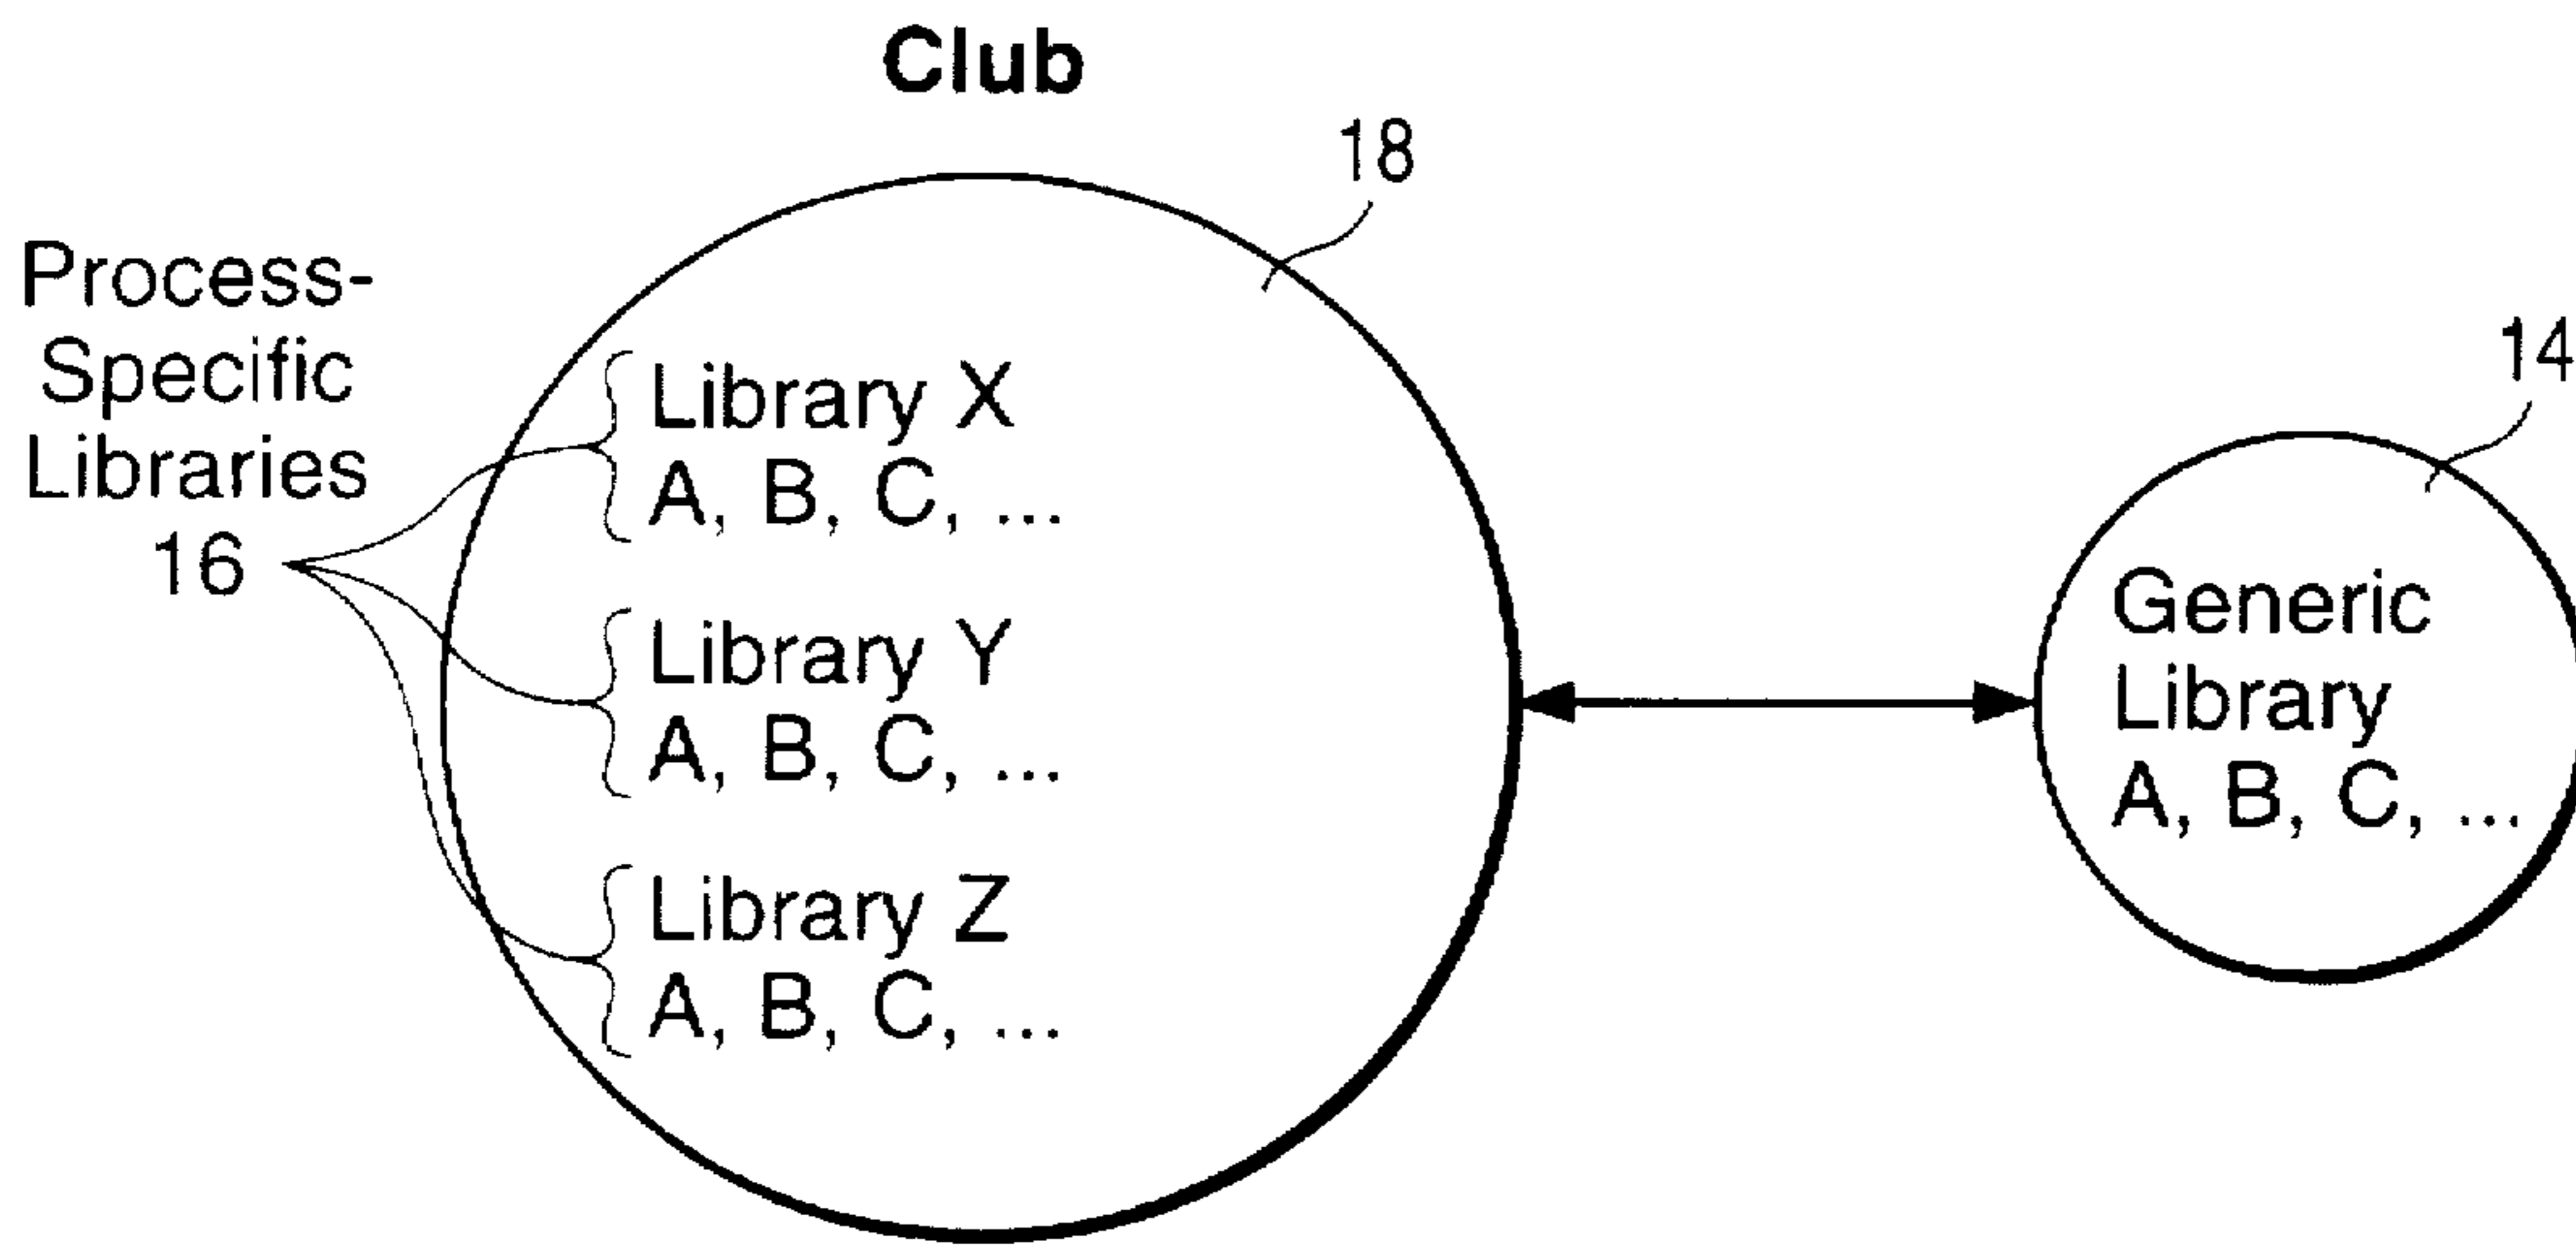 Club
18
Process-
Specific
Libraries
16
Library X
A, B, C, ...
Library Y
A, B, C, ...
Library Z
A, B, C, ...
14
Generic
Library
A, B, C, ...